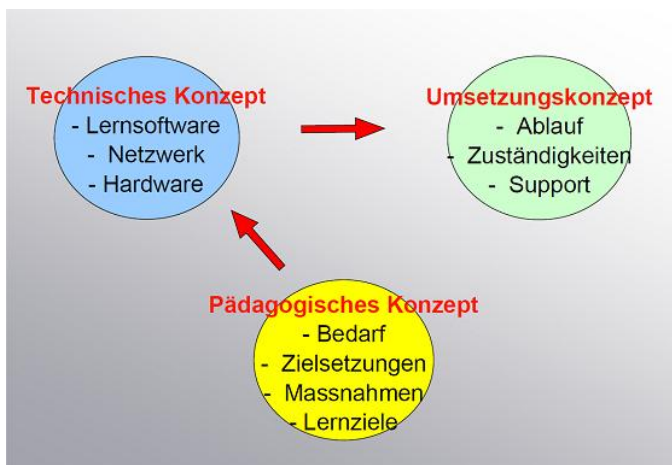 Technisches Konzept
- Lernsoftware
- Netzwerk
- Hardware
Umsetzungskonzept
- Ablauf
- Zuständigkeiten
- Support
Pädagogisches Konzept
- Bedarf
- Zielsetzungen
- Massnahmen
- Lernziele